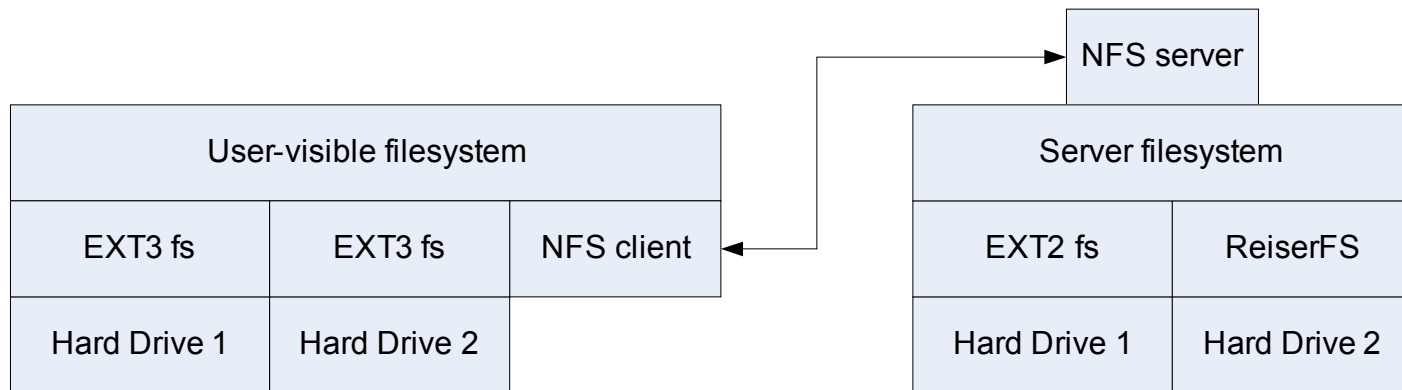 NFS server
User-visible filesystem
Server filesystem
EXT3 fs
EXT3 fs
NFS client
EXT2 fs
ReiserFS
Hard Drive 1
Hard Drive 2
Hard Drive 1
Hard Drive 2